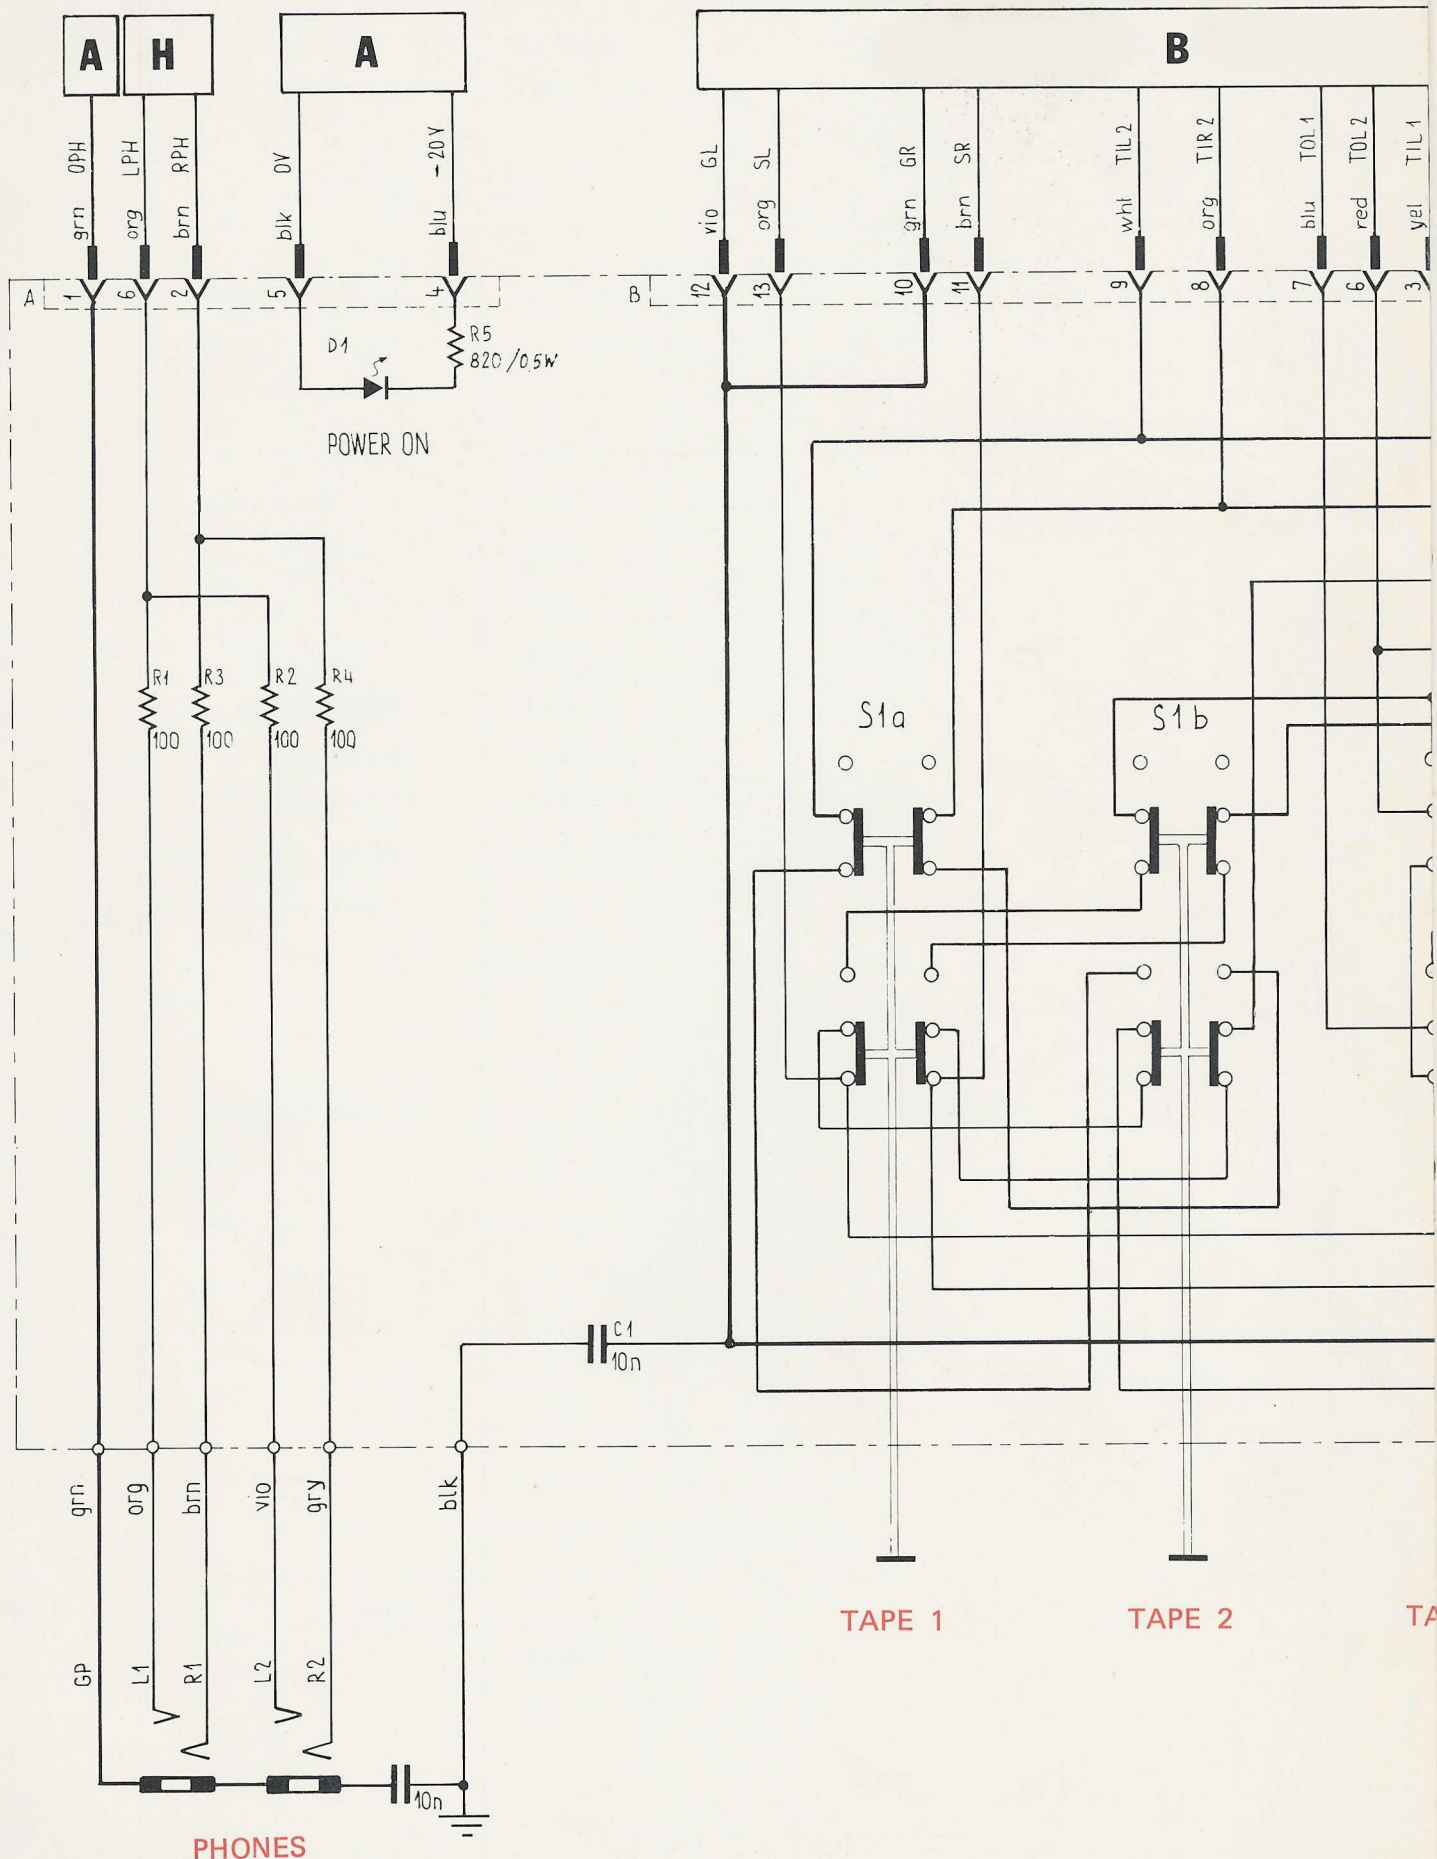 A
H
A
B
grn OPH
org LPH
brn RPH
blk 0V
blu -20V
vio GL
org SL
grn GR
brn SR
wht TIL 2
org TIR 2
blu TOL 1
red TOL 2
yel TIL 1
A
1
6
2
5
4
B
12
13
10
11
9
8
7
6
3
D1
R5
820/0,5W
POWER ON
R1
100
R3
100
R2
100
R4
100
S1a
S1b
C1
10n
grn
org
brn
vio
gry
blk
GP
L1
R1
L2
R2
10n
TAPE 1
TAPE 2
TA
PHONES